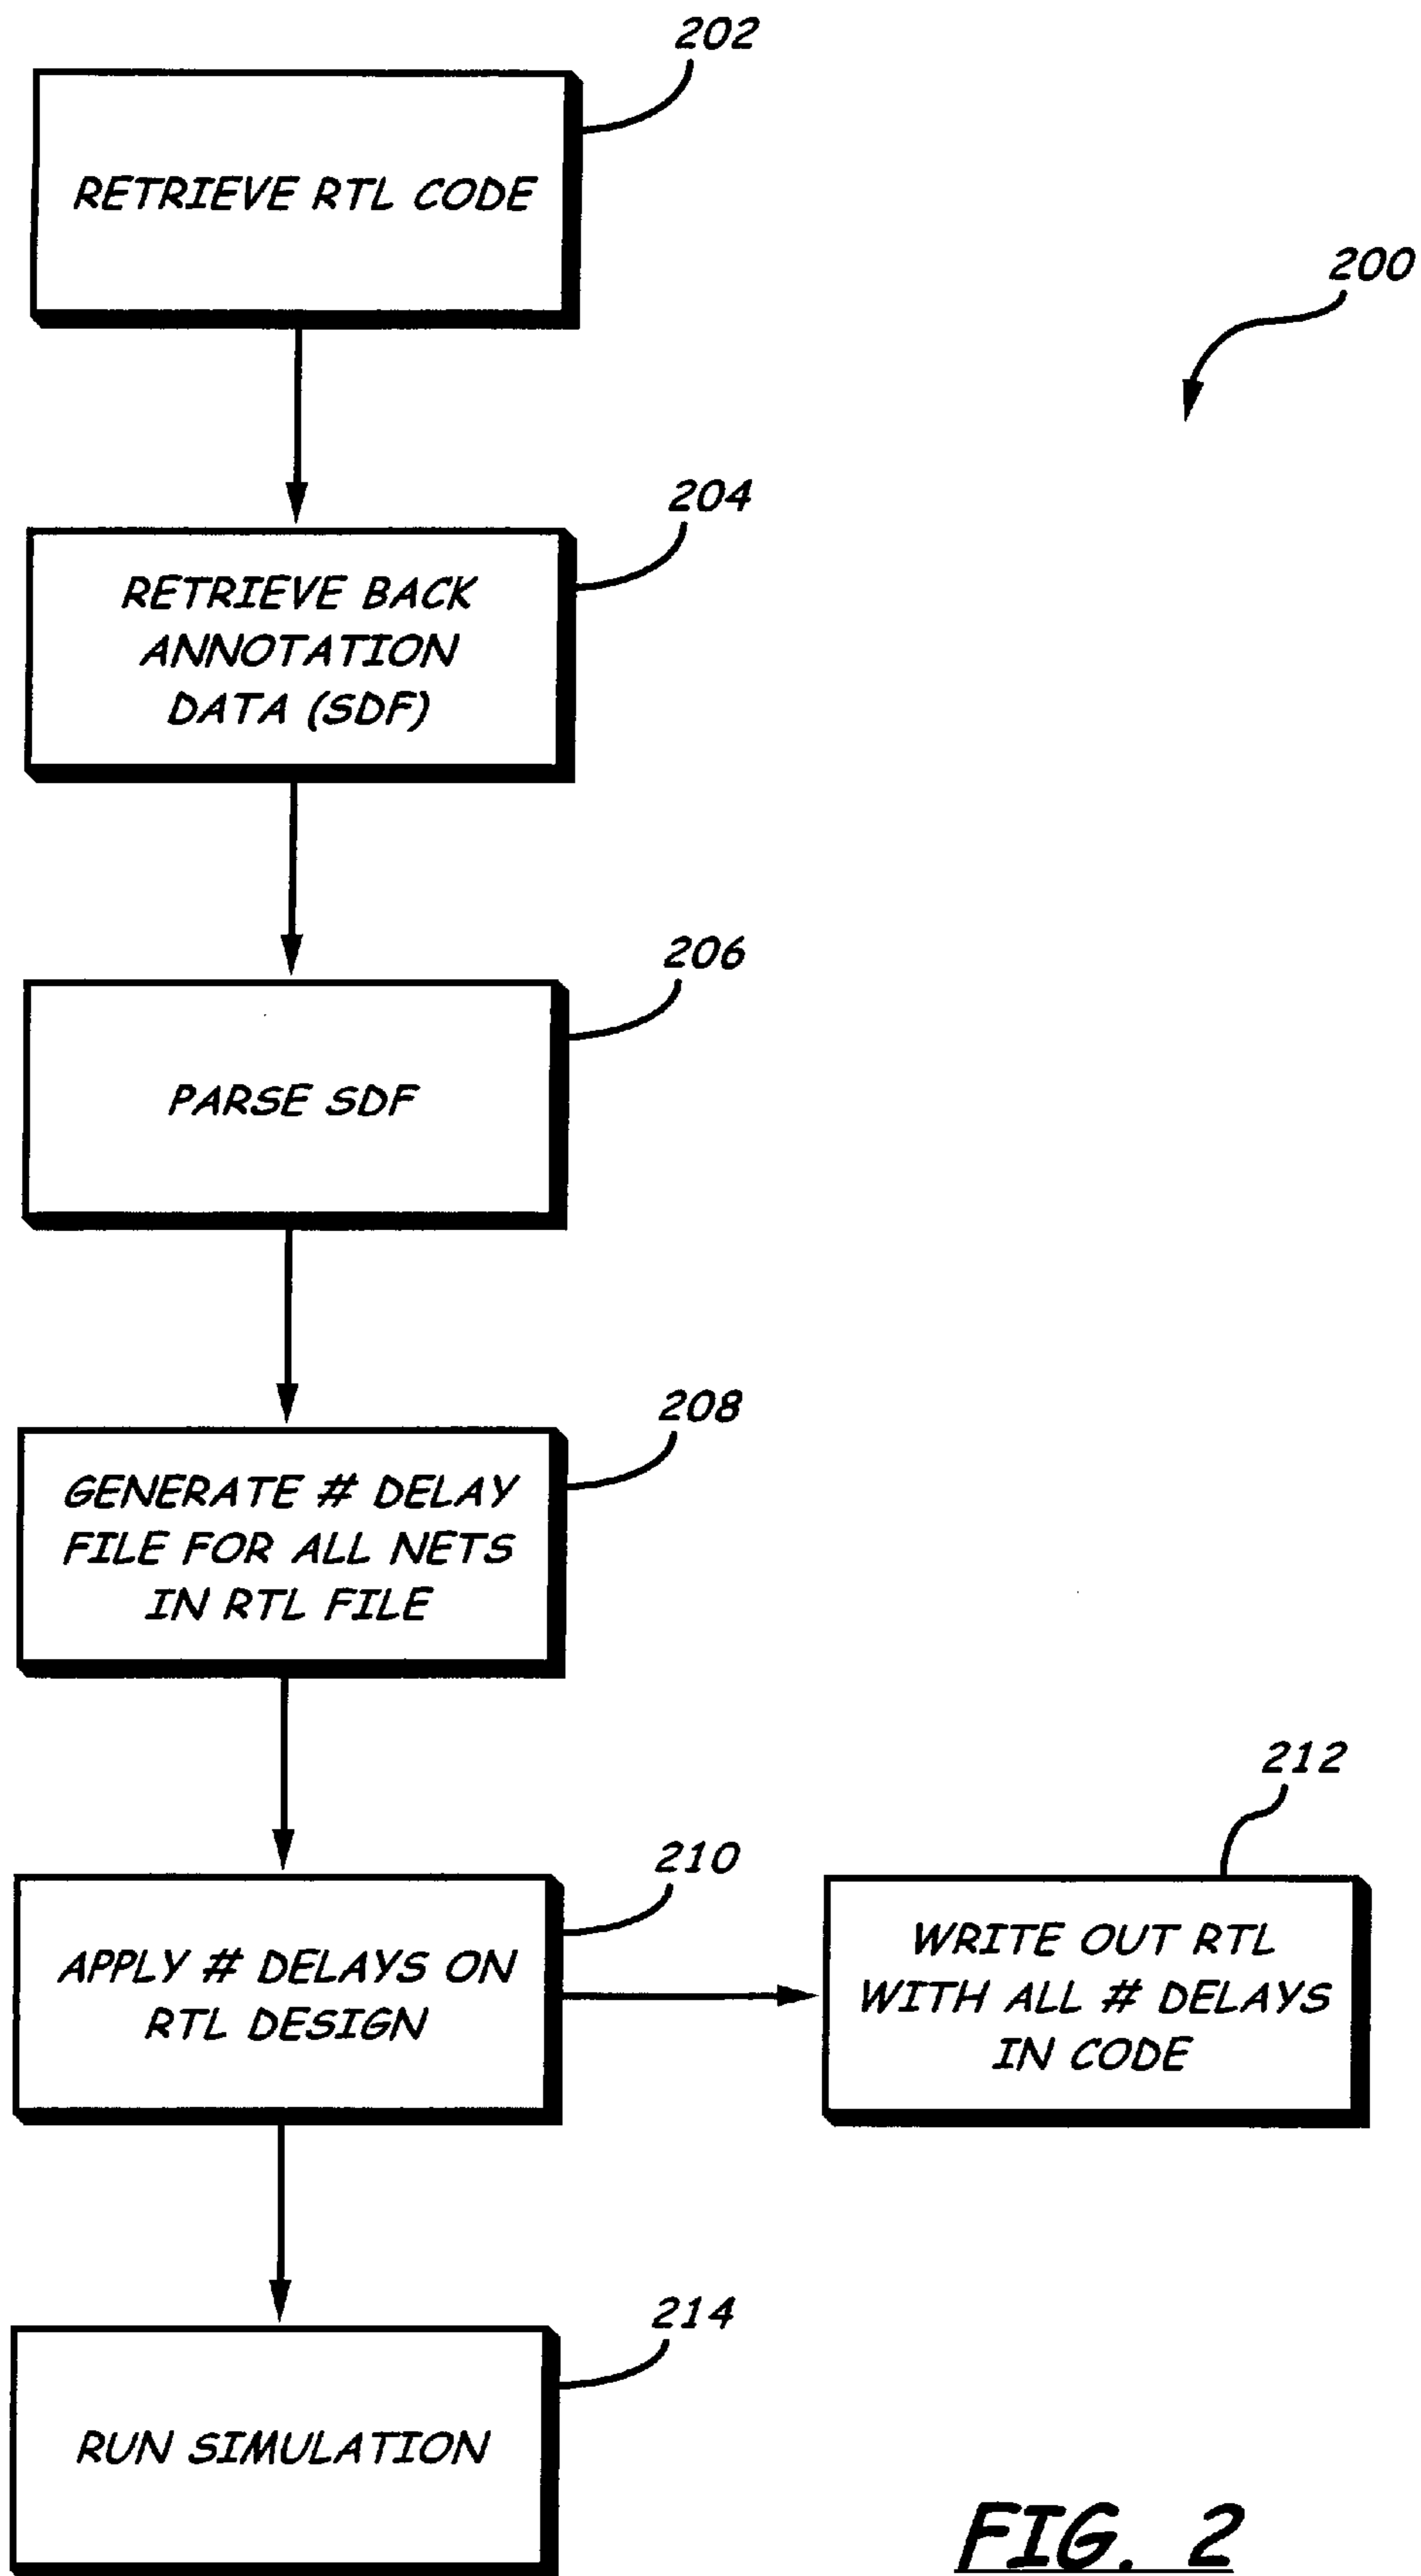 202
RETRIEVE RTL CODE
200
204
RETRIEVE BACK
ANNOTATION
DATA (SDF)
206
PARSE SDF
208
GENERATE # DELAY
FILE FOR ALL NETS
IN RTL FILE
210
APPLY # DELAYS ON
RTL DESIGN
212
WRITE OUT RTL
WITH ALL # DELAYS
IN CODE
214
RUN SIMULATION
FIG. 2